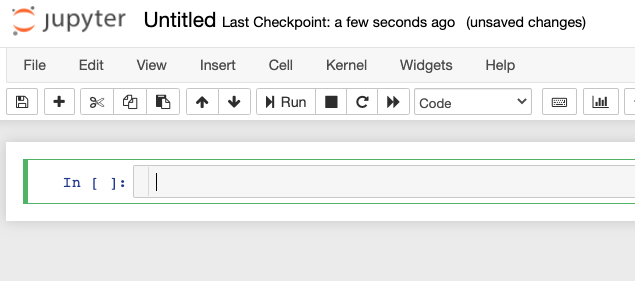 jupyter Untitled Last Checkpoint: a few seconds ago (unsaved changes)
File Edit View Insert Cell Kernel Widgets Help
Run Code
In [ ]: